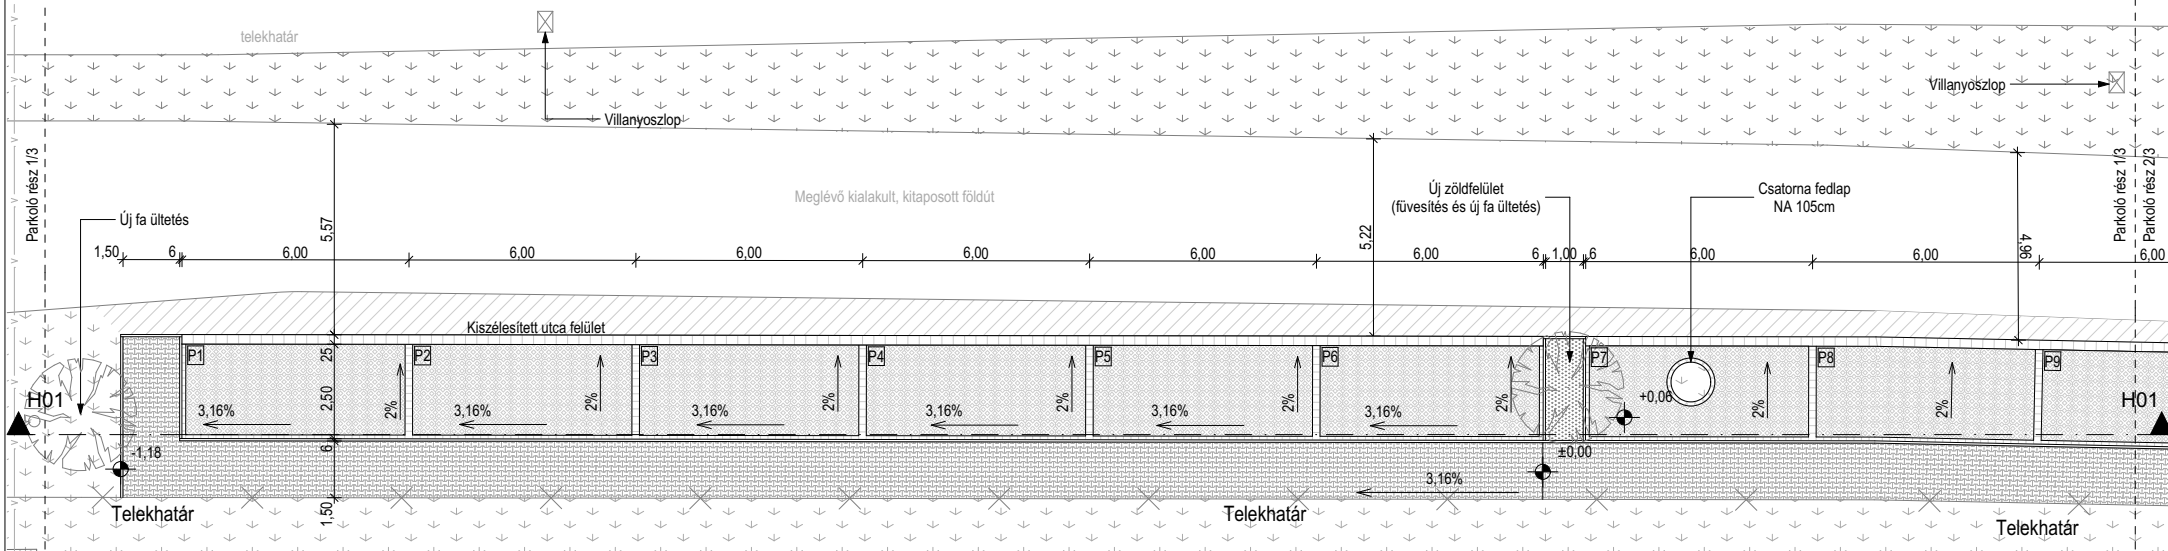 telekhatár
Villanyoszlop
Villanyoszlop
Parkoló rész 1/3
Új fa ültetés
5,57
Meglévő kialakult, kitaposott földút
5,22
Új zöldfelület
(füvesítés és új fa ültetés)
Csatorna fedlap
NA 105cm
4,96
Parkoló rész 1/3
Parkoló rész 2/3
1,50
6
6,00
6,00
6,00
6,00
6,00
6,00
6
1,00
6
6,00
6,00
6,00
Kiszélesített utca felület
P1
25
P2
P3
P4
P5
P6
P7
P8
P9
H01
2,50
3,16%
2%
3,16%
2%
3,16%
2%
3,16%
2%
3,16%
2%
3,16%
2%
+0,06
2%
2%
H01
6
-1,18
±0,00
3,16%
1,50
Telekhatár
Telekhatár
Telekhatár